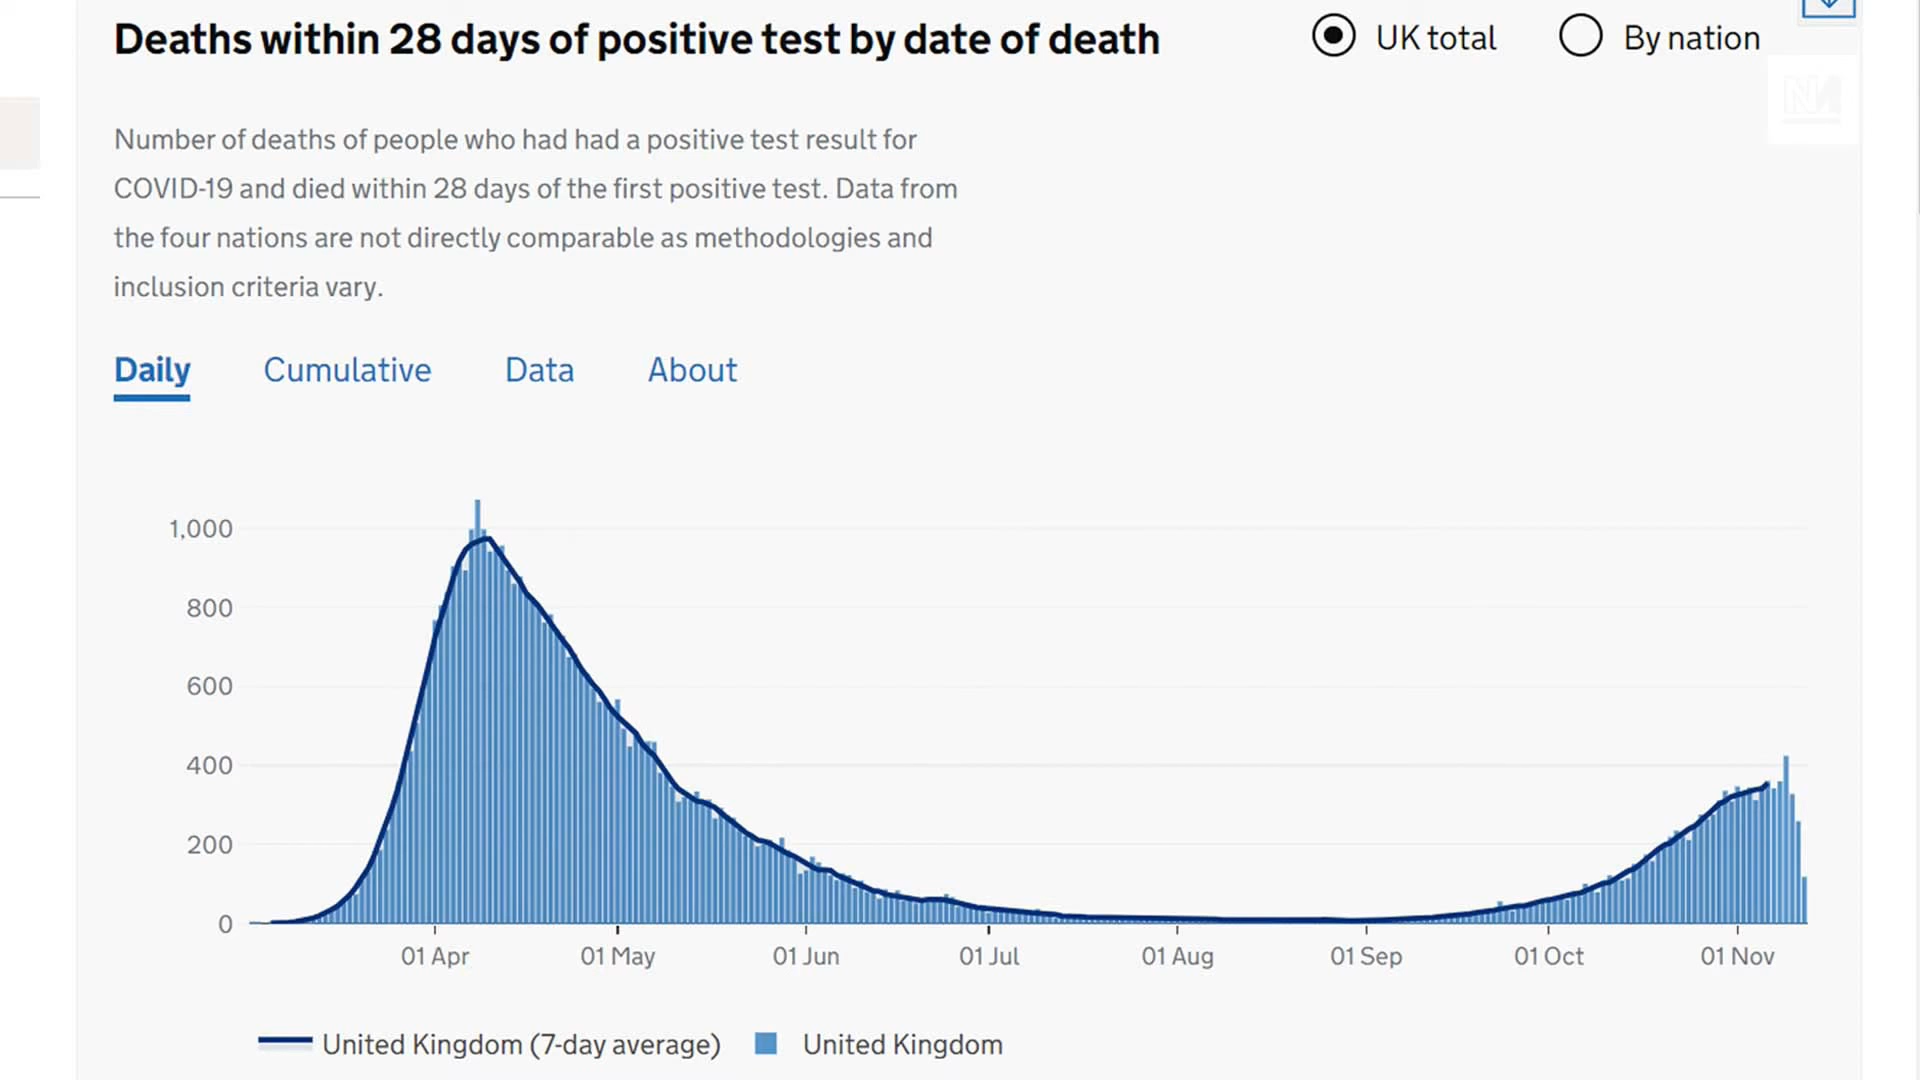 Deaths within 28 days of positive test by date of death
UK total
By nation
Number of deaths of people who had had a positive test result for
COVID-19 and died within 28 days of the first positive test. Data from
the four nations are not directly comparable as methodologies and
inclusion criteria vary.
Daily Cumulative Data About
1,000
800
600
400
200
0
01 Apr 01 May 01 Jun 01 Jul 01 Aug 01 Sep 01 Oct 01 Nov
United Kingdom (7-day average) United Kingdom